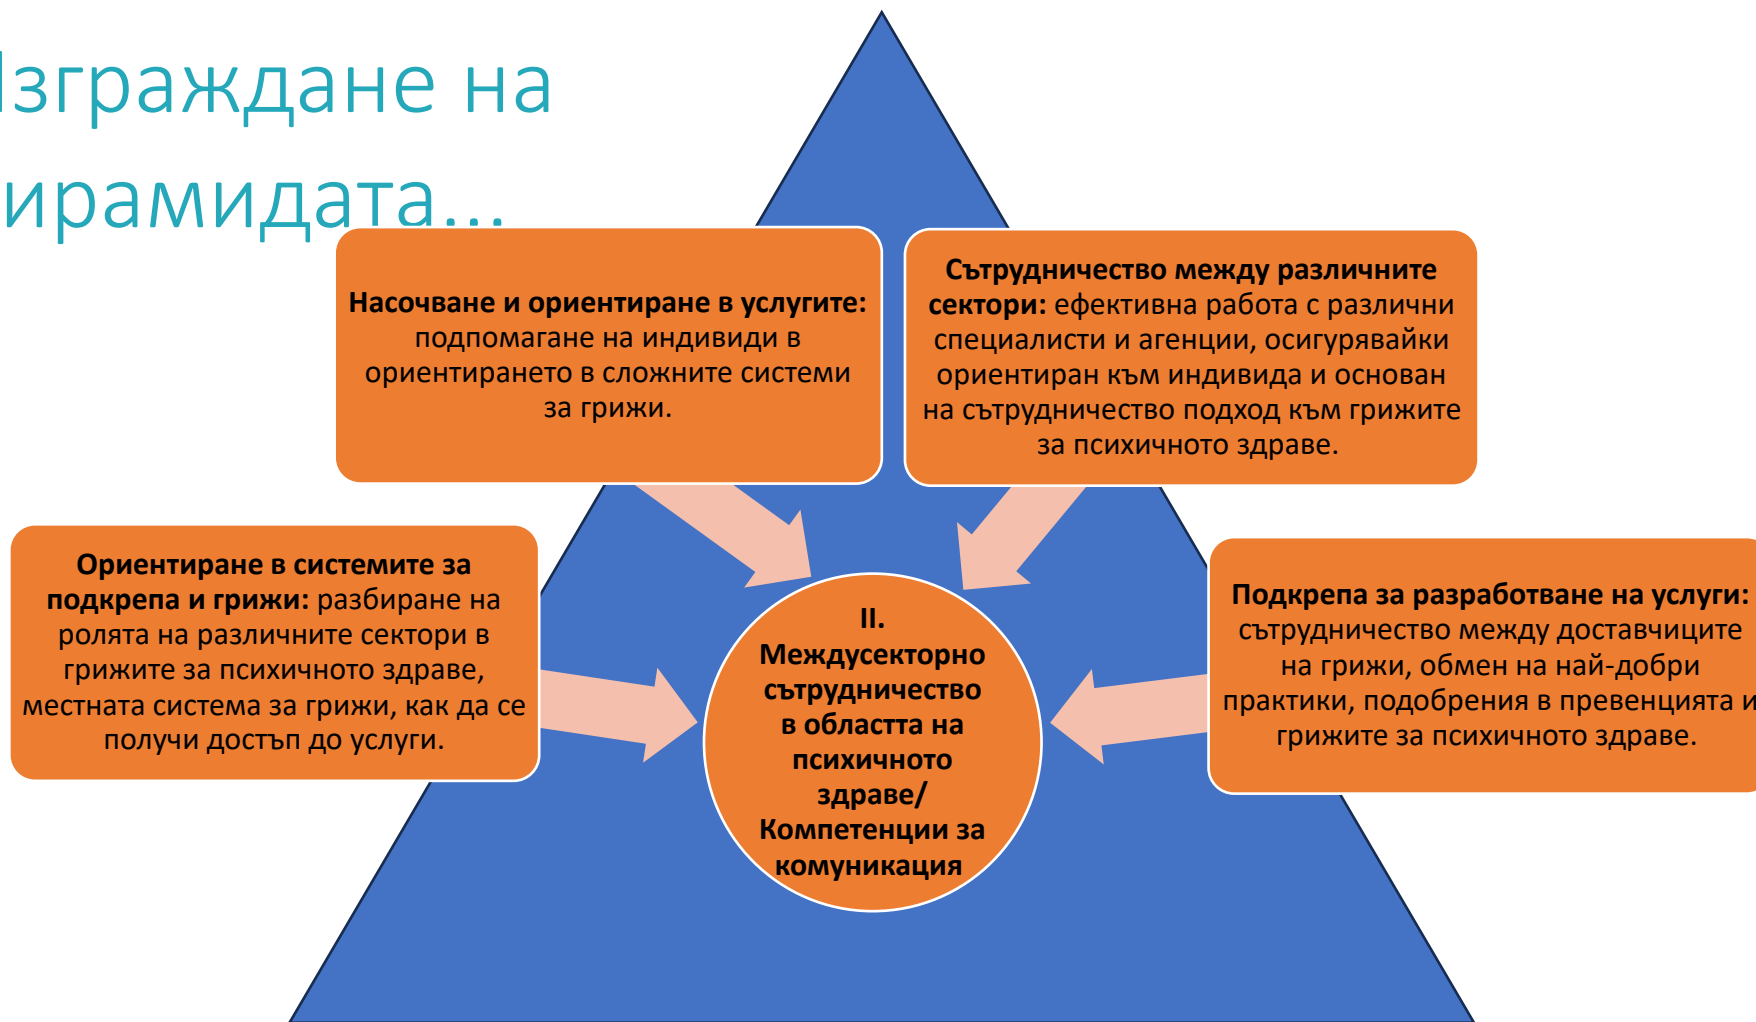 Изграждане на
ирамидата...
Насочване и ориентиране в услугите:
подпомагане на индивиди в
ориентирането в сложните системи
за грижи.
Сътрудничество между различните
сектори: ефективна работа с различни
специалисти и агенции, осигурявайки
ориентиран към индивида и основан
на сътрудничество подход към грижите
за психичното здраве.
Ориентиране в системите за
подкрепа и грижи: разбиране на
ролята на различните сектори в
грижите за психичното здраве,
местната система за грижи, как да се
получи достъп до услуги.
II.
Междусекторно
сътрудничество
в областта на
психичното
здраве/
Компетенции за
комуникация
Подкрепа за разработване на услуги:
сътрудничество между доставчиците
на грижи, обмен на най-добри
практики, подобрения в превенцията и
грижите за психичното здраве.